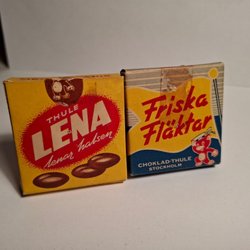 THULE
LENA
lenar halsen
Friska
Fläktar
CHOKLAD-THULE
STOCKHOLM